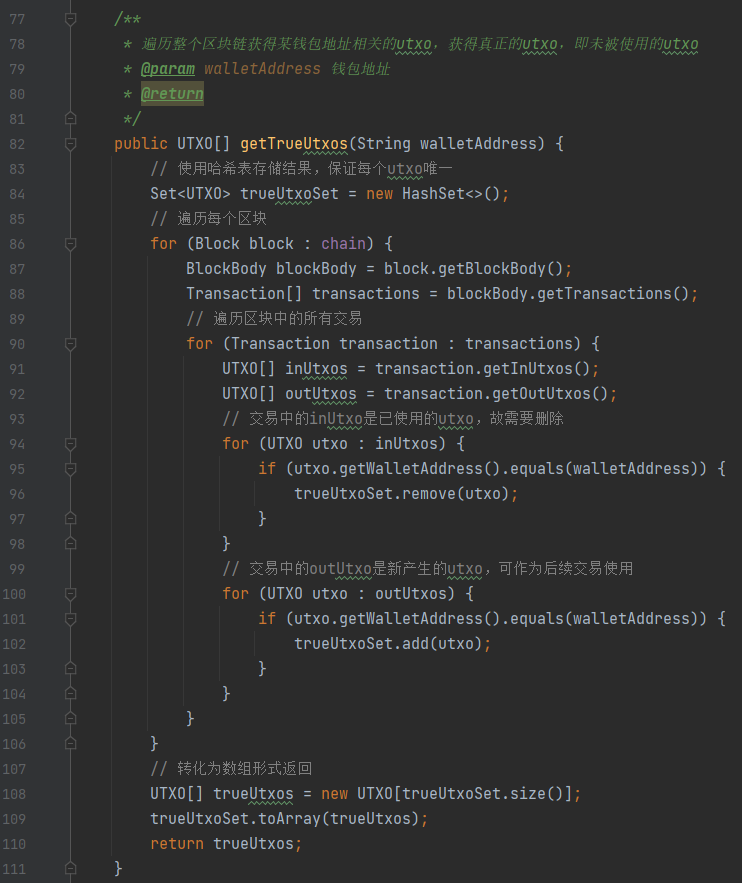 77 /**
78 * 遍历整个区块链获得某钱包地址相关的utxo，获得真正的utxo，即未被使用的utxo
79 * @param walletAddress 钱包地址
80 * @return
81 */
82 public UTXO[] getTrueUtxos(String walletAddress) {
83 // 使用哈希表存储结果，保证每个utxo唯一
84 Set<UTXO> trueUtxoSet = new HashSet<>();
85 // 遍历每个区块
86 for (Block block : chain) {
87 BlockBody blockBody = block.getBlockBody();
88 Transaction[] transactions = blockBody.getTransactions();
89 // 遍历区块中的所有交易
90 for (Transaction transaction : transactions) {
91 UTXO[] inUtxos = transaction.getInUtxos();
92 UTXO[] outUtxos = transaction.getOutUtxos();
93 // 交易中的inUtxo是已使用的utxo，故需要删除
94 for (UTXO utxo : inUtxos) {
95 if (utxo.getWalletAddress().equals(walletAddress)) {
96 trueUtxoSet.remove(utxo);
97 }
98 }
99 // 交易中的outUtxo是新产生的utxo，可作为后续交易使用
100 for (UTXO utxo : outUtxos) {
101 if (utxo.getWalletAddress().equals(walletAddress)) {
102 trueUtxoSet.add(utxo);
103 }
104 }
105 }
106 }
107 // 转化为数组形式返回
108 UTXO[] trueUtxos = new UTXO[trueUtxoSet.size()];
109 trueUtxoSet.toArray(trueUtxos);
110 return trueUtxos;
111 }